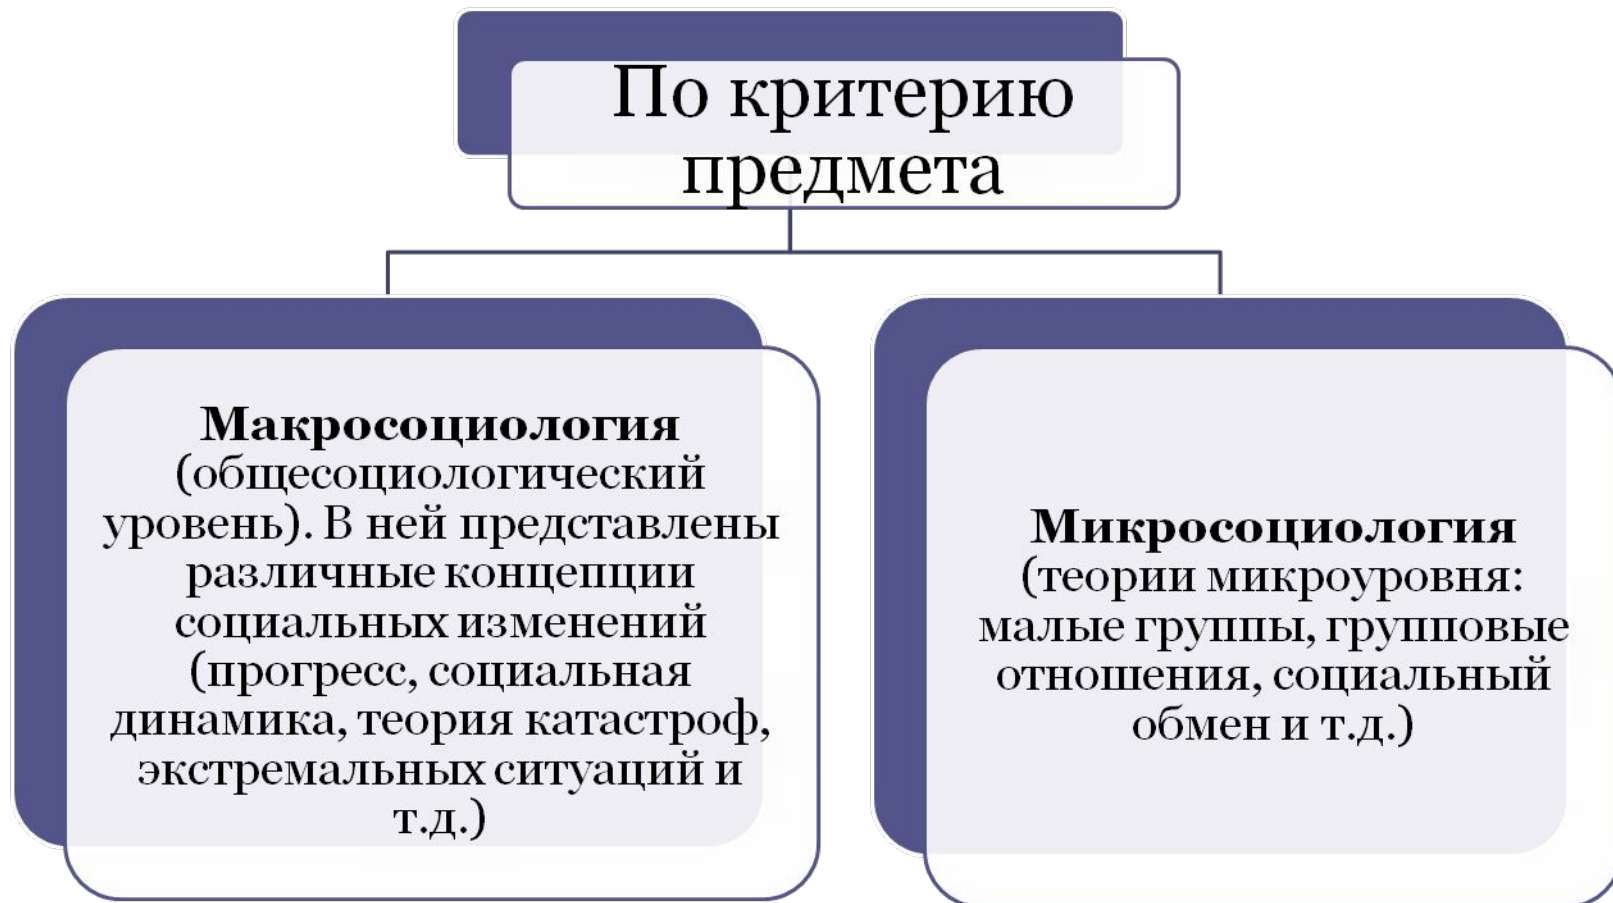 По критерию
предмета
Макросоциология
(общесоциологический
уровень). В ней представлены
различные концепции
социальных изменений
(прогресс, социальная
динамика, теория катастроф,
экстремальных ситуаций и
т.д.)
Микросоциология
(теории микроуровня:
малые группы, групповые
отношения, социальный
обмен и т.д.)